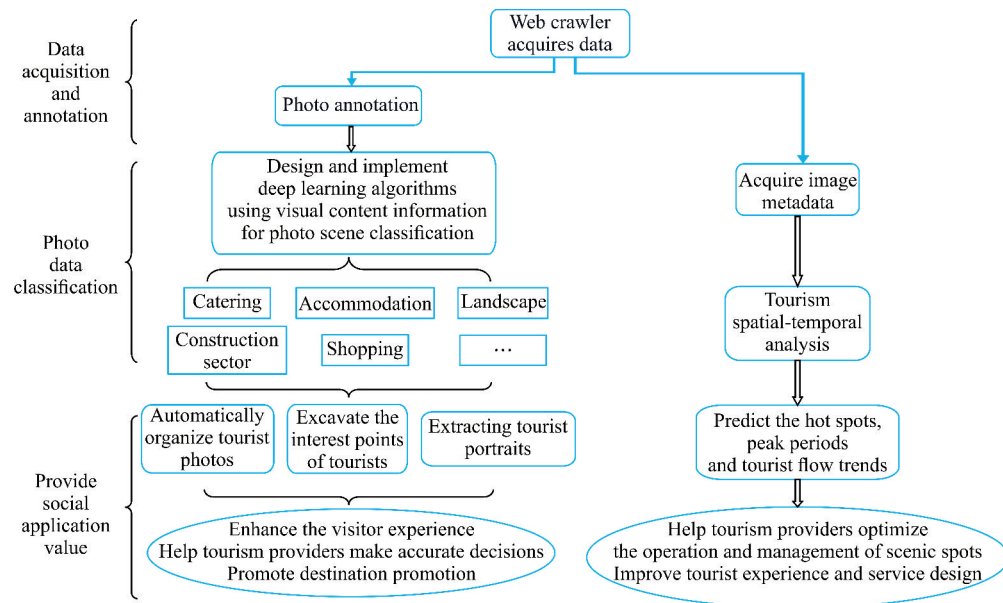 Web crawler
acquires data
Data
acquisition
and
annotation
Photo annotation
Design and implement
deep learning algorithms
using visual content information
for photo scene classification
Acquire image
metadata
Photo
data
classification
Catering
Accommodation
Landscape
Construction
sector
Shopping
...
Tourism
spatial-temporal
analysis
Automatically
organize tourist
photos
Excavate the
interest points
of tourists
Extracting tourist
portraits
Predict the hot spots,
peak periods
and tourist flow trends
Provide
social
application
value
Enhance the visitor experience
Help tourism providers make accurate decisions
Promote destination promotion
Help tourism providers optimize
the operation and management of scenic spots
Improve tourist experience and service design